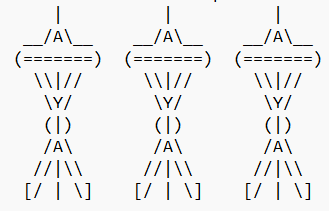 |            |            |
 __/A\__      __/A\__      __/A\__
(=======)    (=======)    (=======)
  \\|//        \\|//        \\|//
   \Y/          \Y/          \Y/
   (|)          (|)          (|)
   /A\          /A\          /A\
  //|\\        //|\\        //|\\
 [/ | \]      [/ | \]      [/ | \]